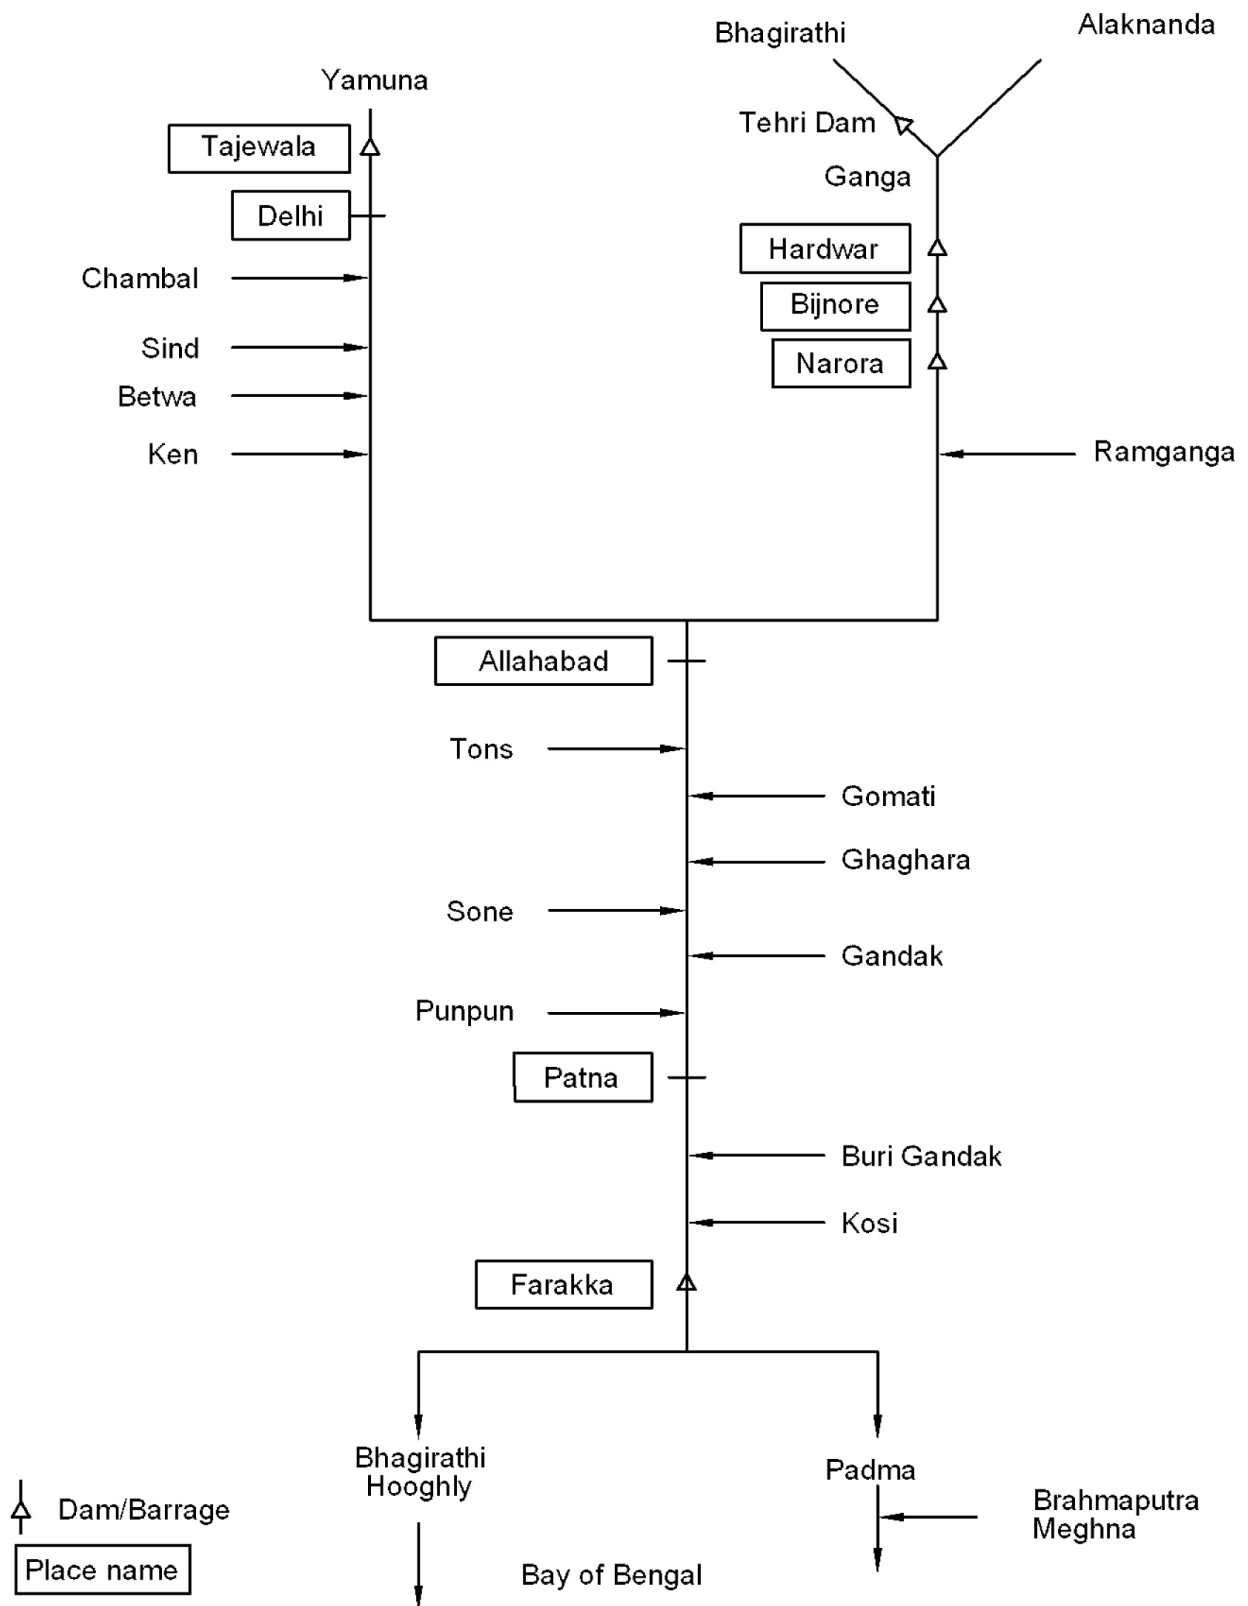 Bhagirathi
Alaknanda
Yamuna
Tehri Dam
Tajewala
Ganga
Delhi
Hardwar
Chambal
Bijnore
Sind
Narora
Betwa
Ken
Ramganga
Allahabad
Tons
Gomati
Ghaghara
Sone
Gandak
Punpun
Patna
Buri Gandak
Kosi
Farakka
Bhagirathi
Hooghly
Padma
Brahmaputra
Meghna
Dam/Barrage
Place name
Bay of Bengal